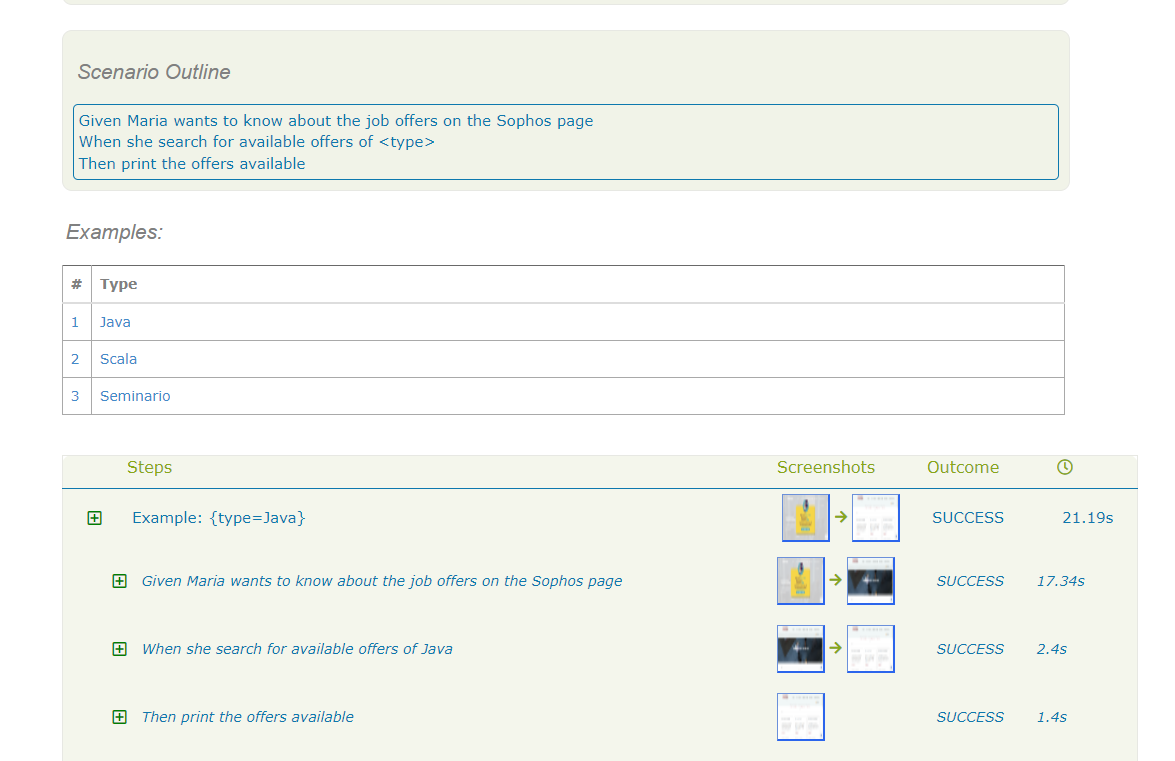 Scenario Outline
Given Maria wants to know about the job offers on the Sophos page
When she search for available offers of <type>
Then print the offers available
Examples:
# Type
1 Java
2 Scala
3 Seminario
Steps Screenshots Outcome
Example: {type=Java} SUCCESS 21.19s
Given Maria wants to know about the job offers on the Sophos page SUCCESS 17.34s
When she search for available offers of Java SUCCESS 2.4s
Then print the offers available SUCCESS 1.4s